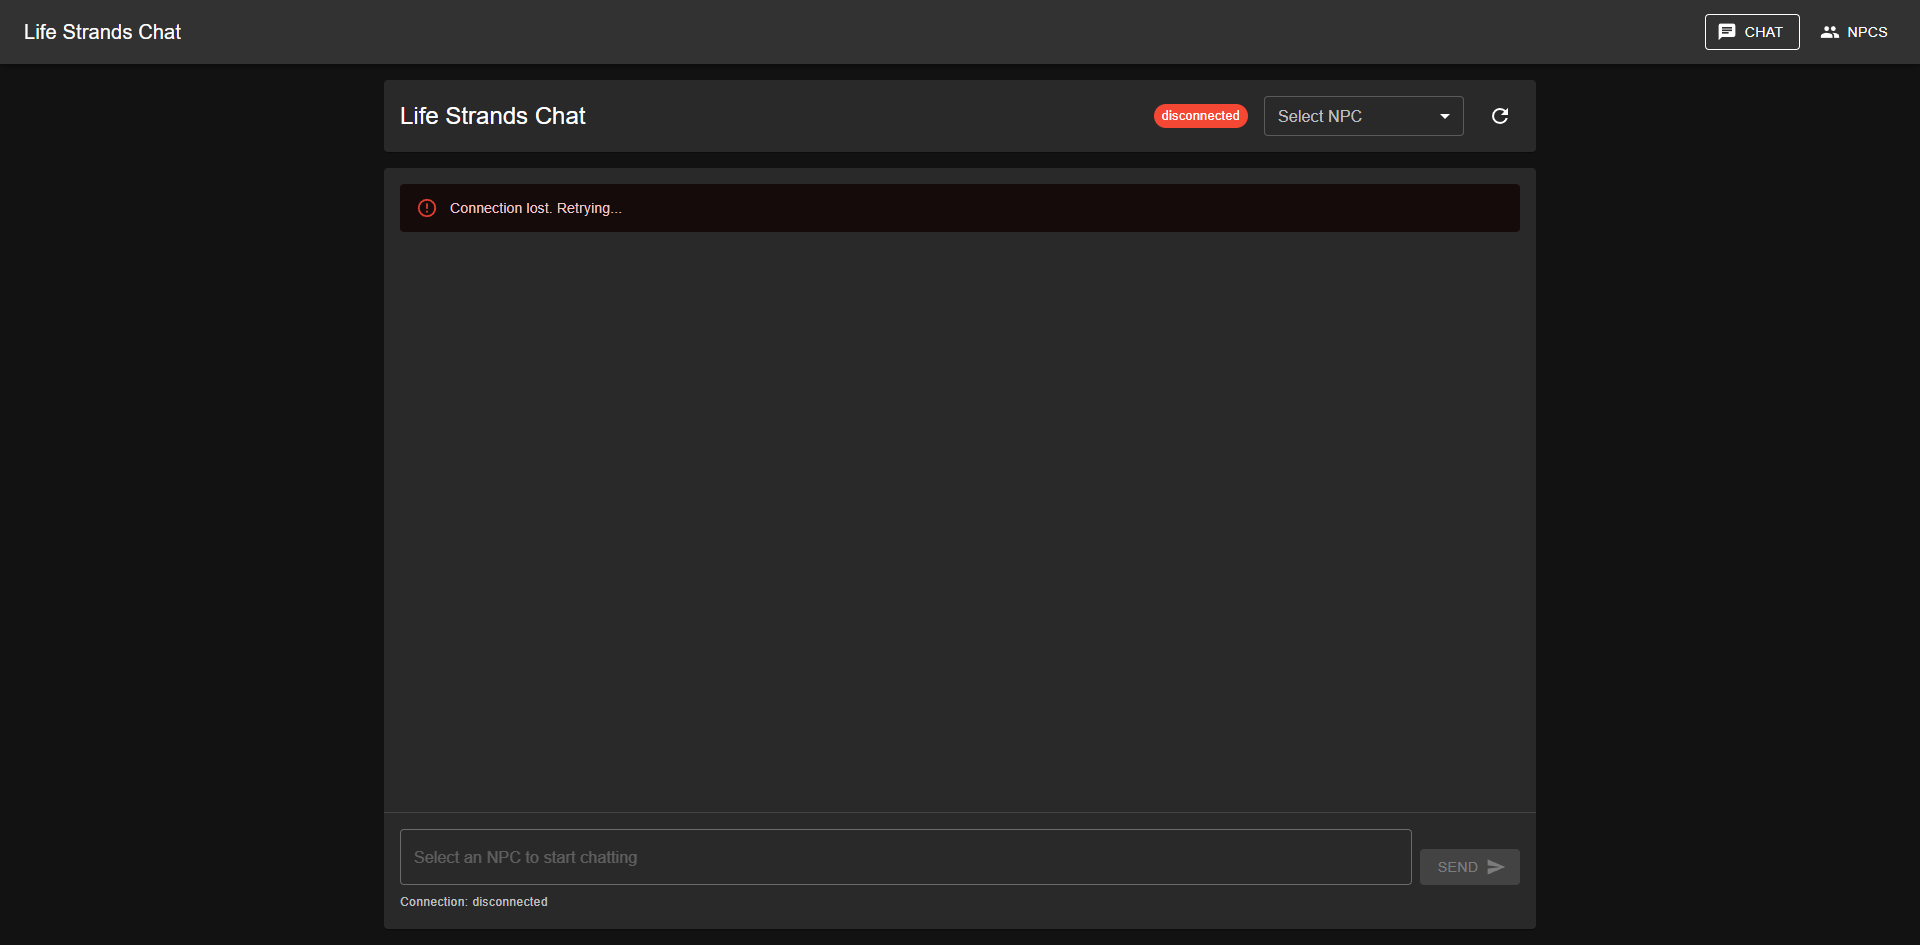 Life Strands Chat
CHAT
NPCS
Life Strands Chat
disconnected
Select NPC
Connection lost. Retrying...
Select an NPC to start chatting
SEND
Connection: disconnected